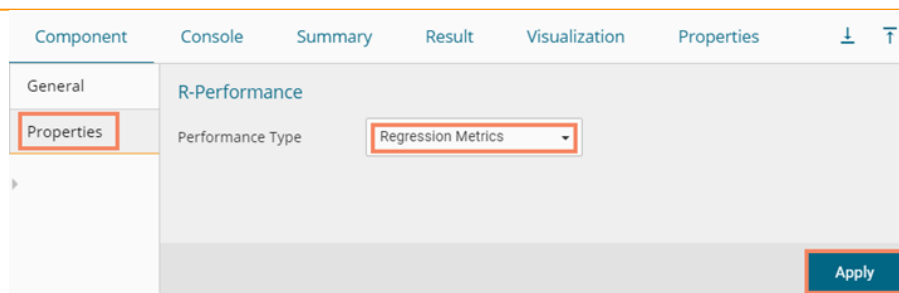 Component Console Summary Result Visualization Properties
General
R-Performance
Properties
Performance Type Regression Metrics
Apply